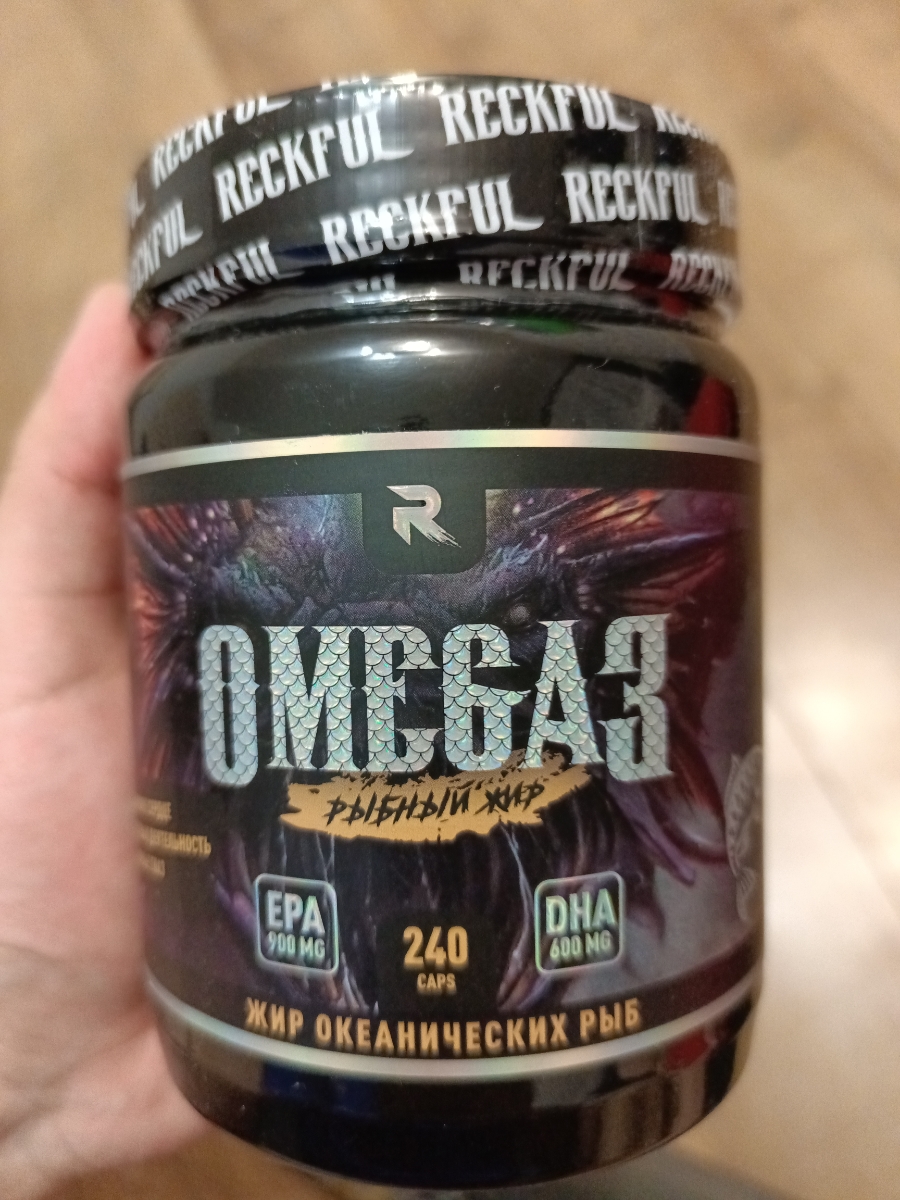 RECKFUL RECKFUL RECKFUL
RECKFUL RECKFUL RECKFUL
RECKFUL RECKFUL
R
OMEGA3
РЫБНЫЙ ЖИР
EPA
900 MG
240
CAPS
DHA
600 MG
ЖИР ОКЕАНИЧЕСКИХ РЫБ